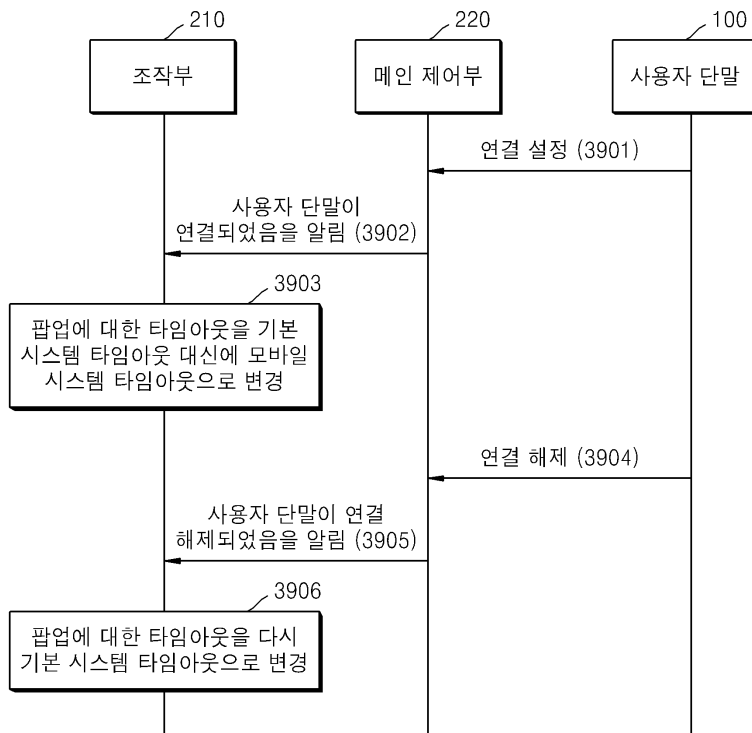 210
220
100
조작부
메인 제어부
사용자 단말
연결 설정 (3901)
사용자 단말이
연결되었음을 알림 (3902)
3903
팝업에 대한 타임아웃을 기본
시스템 타임아웃 대신에 모바일
시스템 타임아웃으로 변경
연결 해제 (3904)
사용자 단말이 연결
해제되었음을 알림 (3905)
3906
팝업에 대한 타임아웃을 다시
기본 시스템 타임아웃으로 변경